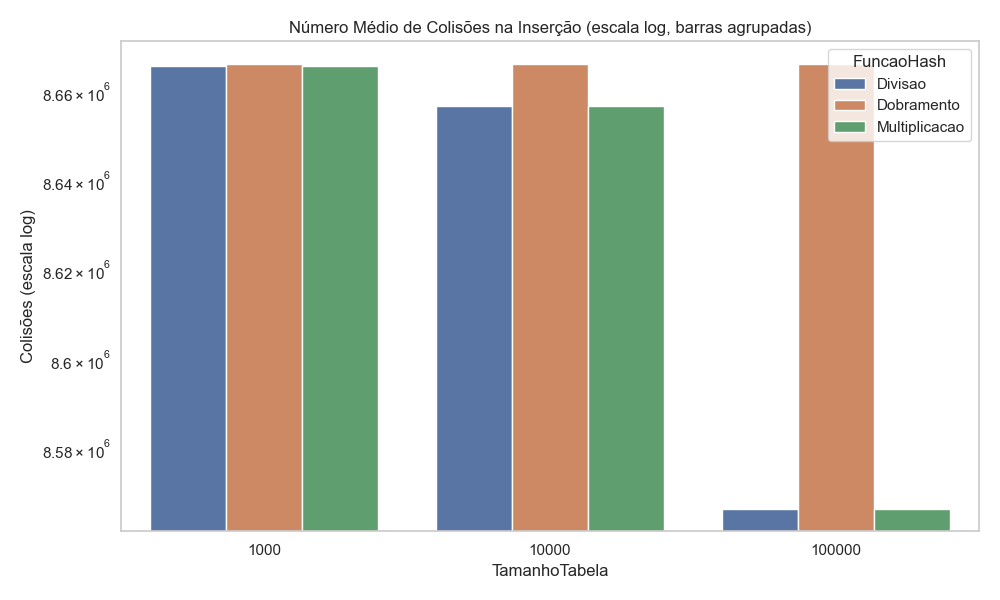 Número Médio de Colisões na Inserção (escala log, barras agrupadas)
FuncaoHash
Divisao
Dobramento
Multiplicacao
8.66 × 10⁶
8.64 × 10⁶
8.62 × 10⁶
8.6 × 10⁶
8.58 × 10⁶
Colisões (escala log)
1000
10000
100000
TamanhoTabela